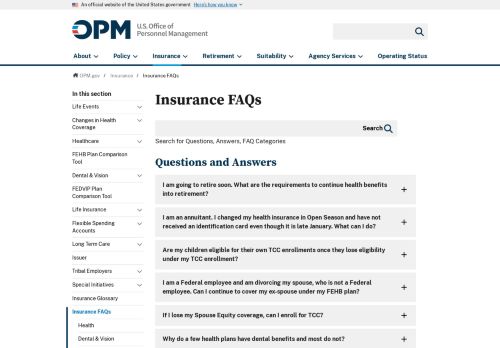 An official website of the United States government Here's how you know
OPM U.S. Office of
Personnel Management
About Policy Insurance Retirement Suitability Agency Services Operating Status
OPM.gov / Insurance / Insurance FAQs
In this section
Life Events
Changes in Health
Coverage
Healthcare
FEHB Plan Comparison
Tool
Dental & Vision
FEDVIP Plan
Comparison Tool
Life Insurance
Flexible Spending
Accounts
Long Term Care
Issuer
Tribal Employers
Special Initiatives
Insurance Glossary
Insurance FAQs
Health
Dental & Vision
Insurance FAQs
Search
Search for Questions, Answers, FAQ Categories
Questions and Answers
I am going to retire soon. What are the requirements to continue health benefits
into retirement?
I am an annuitant. I changed my health insurance in Open Season and have not
received an identification card even though it is late January. What can I do?
Are my children eligible for their own TCC enrollments once they lose eligibility
under my TCC enrollment?
I am a Federal employee and am divorcing my spouse, who is not a Federal
employee. Can I continue to cover my ex-spouse under my FEHB plan?
If I lose my Spouse Equity coverage, can I enroll for TCC?
Why do a few health plans have dental benefits and most do not?